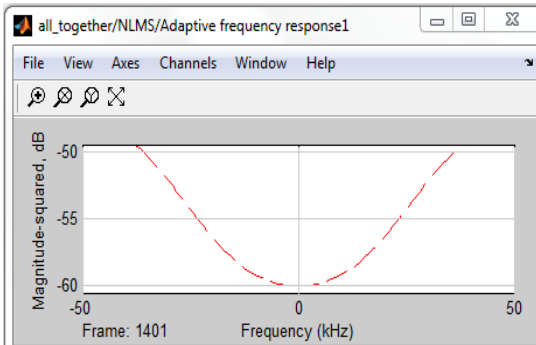 all_together/NLMS/Adaptive frequency response1
File View Axes Channels Window Help
Magnitude-squared, dB
-50
-55
-60
-50 0 50
Frame: 1401 Frequency (kHz)